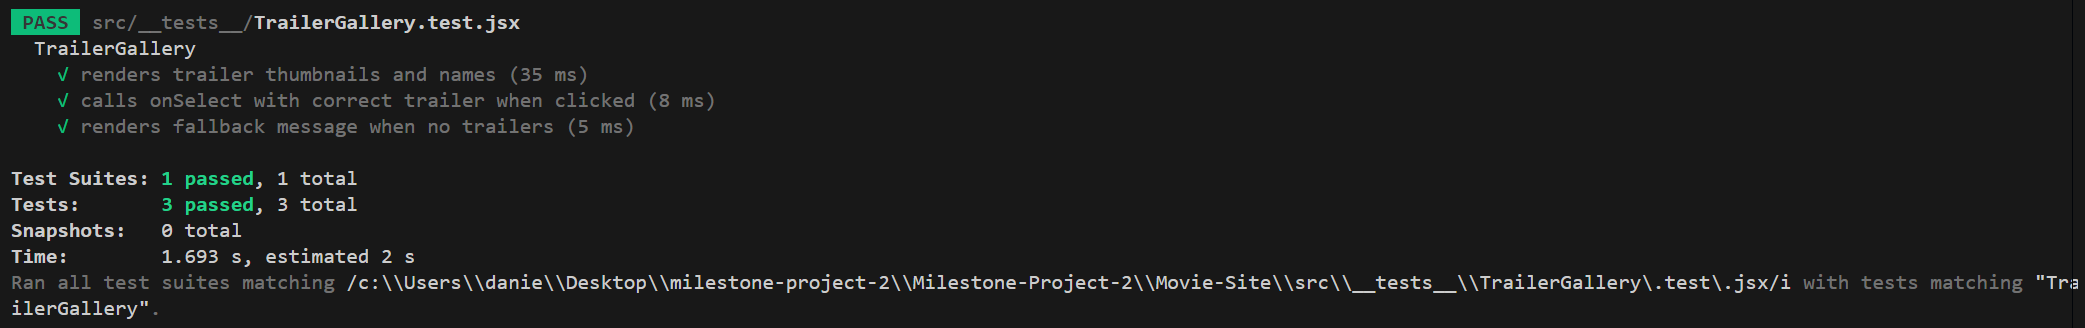 PASS src/__tests__/TrailerGallery.test.jsx
TrailerGallery
√ renders trailer thumbnails and names (35 ms)
√ calls onSelect with correct trailer when clicked (8 ms)
√ renders fallback message when no trailers (5 ms)
Test Suites: 1 passed, 1 total
Tests: 3 passed, 3 total
Snapshots: 0 total
Time: 1.693 s, estimated 2 s
Ran all test suites matching /c:\\Users\\danie\\Desktop\\milestone-project-2\\Milestone-Project-2\\Movie-Site\\src\\__tests__\\TrailerGallery\.test\.jsx/i with tests matching "Tra
ilerGallery".